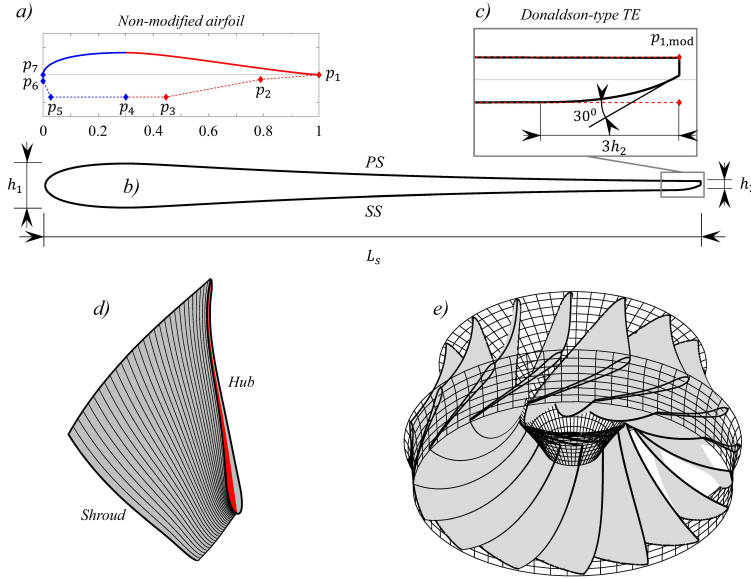 a)
Non-modified airfoil
p7
p6
p5
p4
p3
p2
p1
0
0.2
0.4
0.6
0.8
1
c)
Donaldson-type TE
p1,mod
30⁰
3h2
h1
b)
PS
SS
h2
Ls
d)
Hub
Shroud
e)